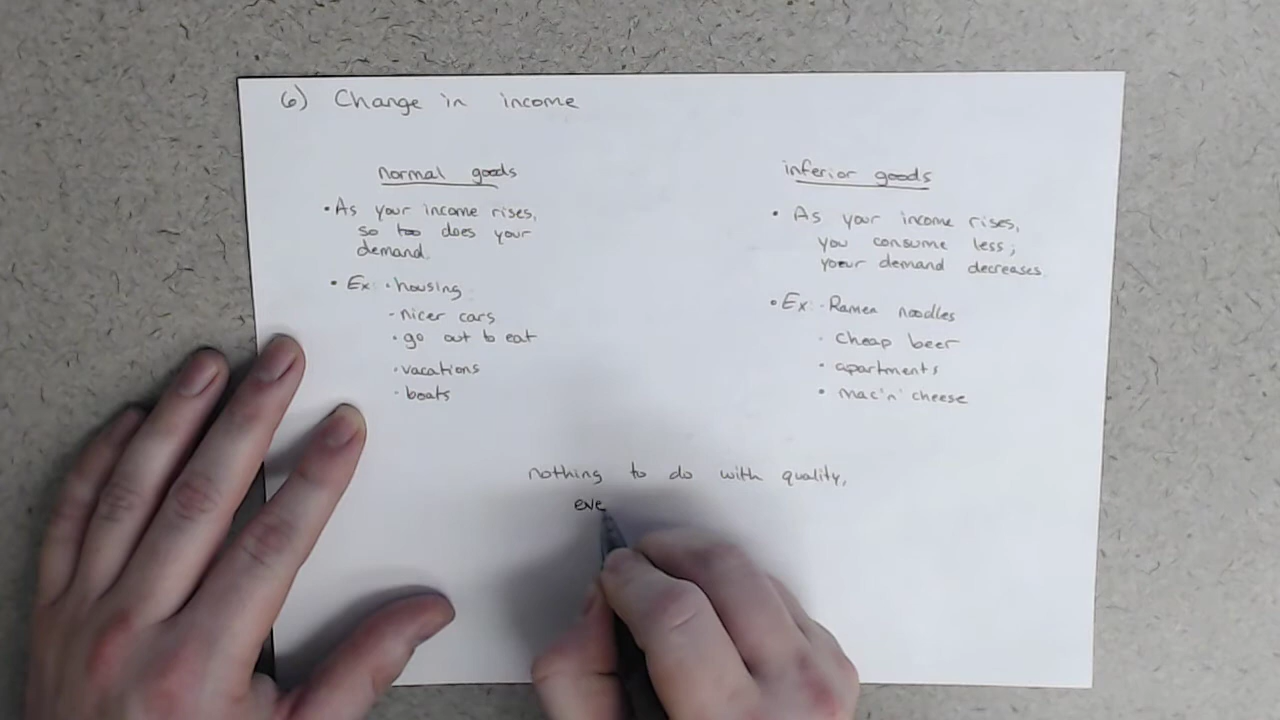 6) Change in income
normal goods
• As your income rises,
so too does your
demand.
• Ex: · housing
- nicer cars
· go out to eat
· vacations
· boats
inferior goods
• As your income rises,
you consume less;
your demand decreases
• Ex: · Ramen noodles
· cheap beer
• apartments
• mac'n'cheese
nothing to do with quality,
eve